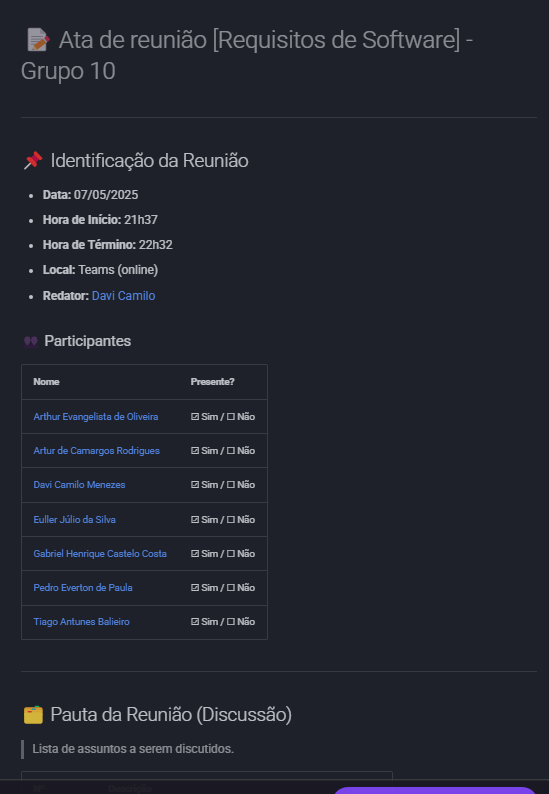 Ata de reunião [Requisitos de Software] -
Grupo 10
Identificação da Reunião
Data: 07/05/2025
Hora de Início: 21h37
Hora de Término: 22h32
Local: Teams (online)
Redator: Davi Camilo
Participantes
Nome Presente?
Arthur Evangelista de Oliveira ☑ Sim / ☐ Não
Artur de Camargos Rodrigues ☑ Sim / ☐ Não
Davi Camilo Menezes ☑ Sim / ☐ Não
Euller Júlio da Silva ☑ Sim / ☐ Não
Gabriel Henrique Castelo Costa ☑ Sim / ☐ Não
Pedro Everton de Paula ☑ Sim / ☐ Não
Tiago Antunes Balieiro ☑ Sim / ☐ Não
Pauta da Reunião (Discussão)
Lista de assuntos a serem discutidos.